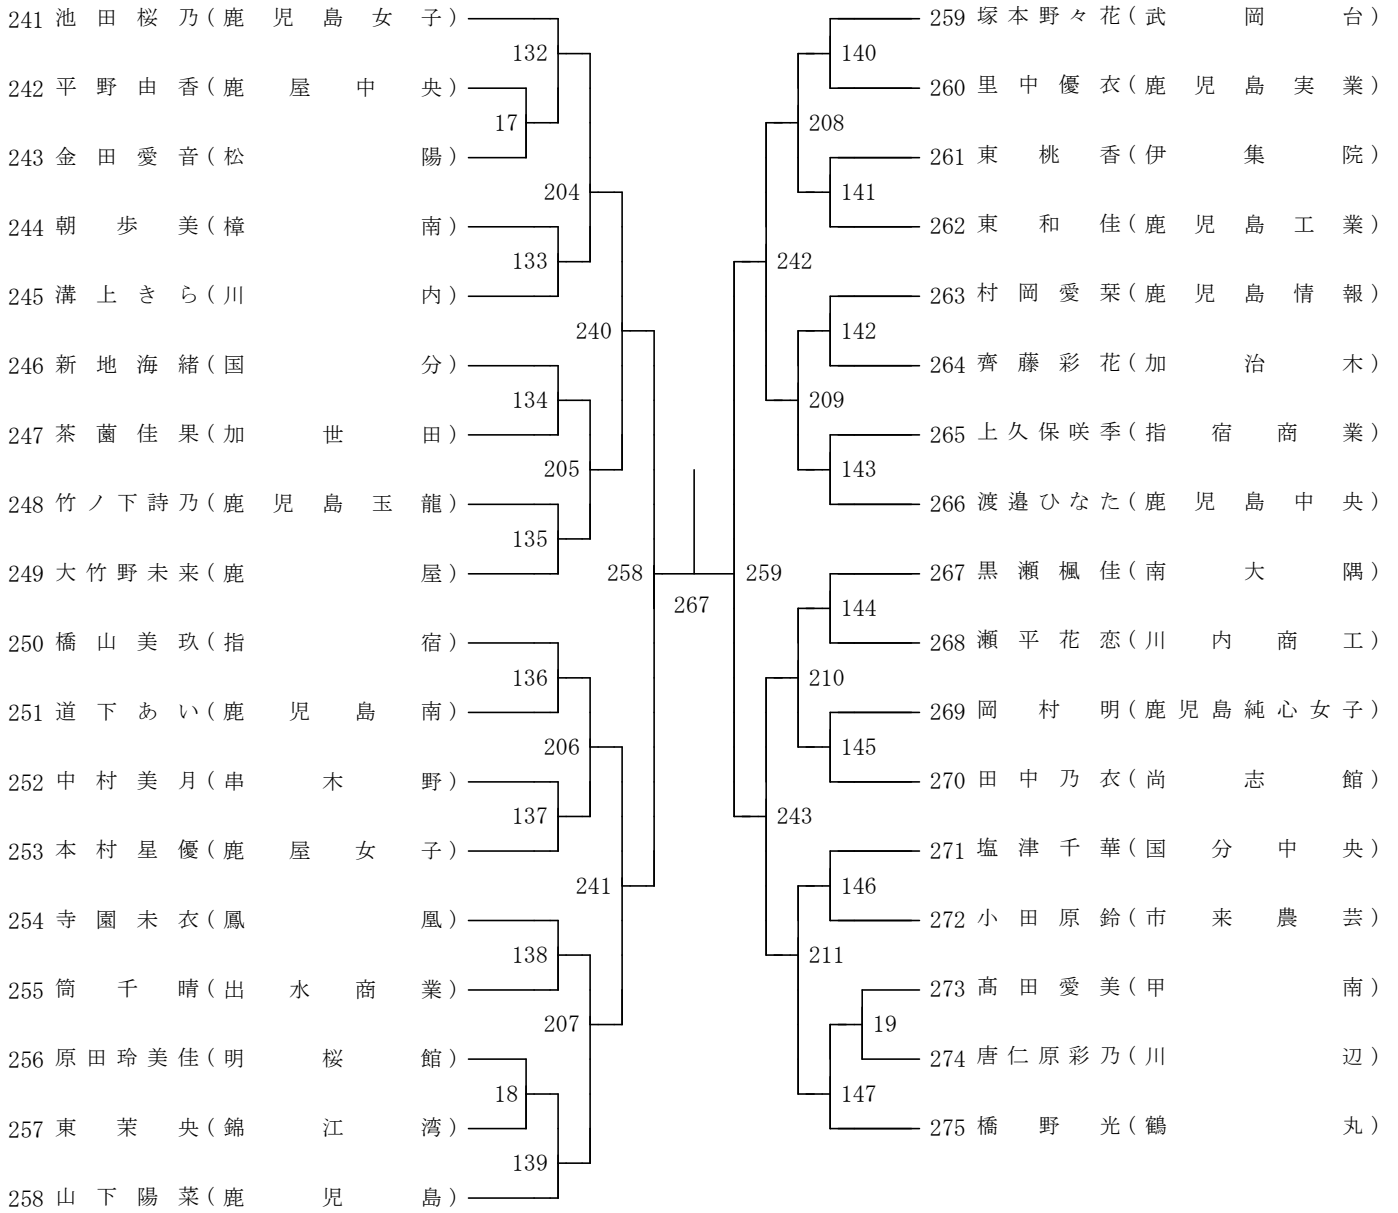 241 池田桜乃(鹿児島女子)
132
242 平野由香(鹿屋中央)
17
243 金田愛音(松陽)
204
244 朝歩美(樟南)
133
245 溝上きら(川内)
240
246 新地海緒(国分)
134
247 茶薗佳果(加世田)
205
248 竹ノ下詩乃(鹿児島玉龍)
135
249 大竹野未来(鹿屋)
258
250 橋山美玖(指宿)
136
251 道下あい(鹿児島南)
206
252 中村美月(串木野)
137
253 本村星優(鹿屋女子)
241
254 寺園未衣(鳳凰)
138
255 筒千晴(出水商業)
207
256 原田玲美佳(明桜館)
18
257 東茉央(錦江湾)
139
258 山下陽菜(鹿児島)
267
259 塚本野々花(武岡台)
140
260 里中優衣(鹿児島実業)
208
261 東桃香(伊集院)
141
262 東和佳(鹿児島工業)
242
263 村岡愛栞(鹿児島情報)
142
264 齊藤彩花(加治木)
209
265 上久保咲季(指宿商業)
143
266 渡邉ひなた(鹿児島中央)
259
267 黒瀬楓佳(南大隅)
144
268 瀬平花恋(川内商工)
210
269 岡村明(鹿児島純心女子)
145
270 田中乃衣(尚志館)
243
271 塩津千華(国分中央)
146
272 小田原鈴(市来農芸)
211
273 髙田愛美(甲南)
19
274 唐仁原彩乃(川辺)
147
275 橋野光(鶴丸)